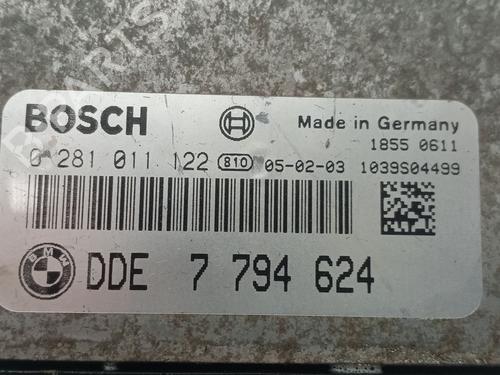 BOSCH
Made in Germany
1855 0611
0 281 011 122 810 05-02-03 1039S04499
BMW
DDE 7 794 624